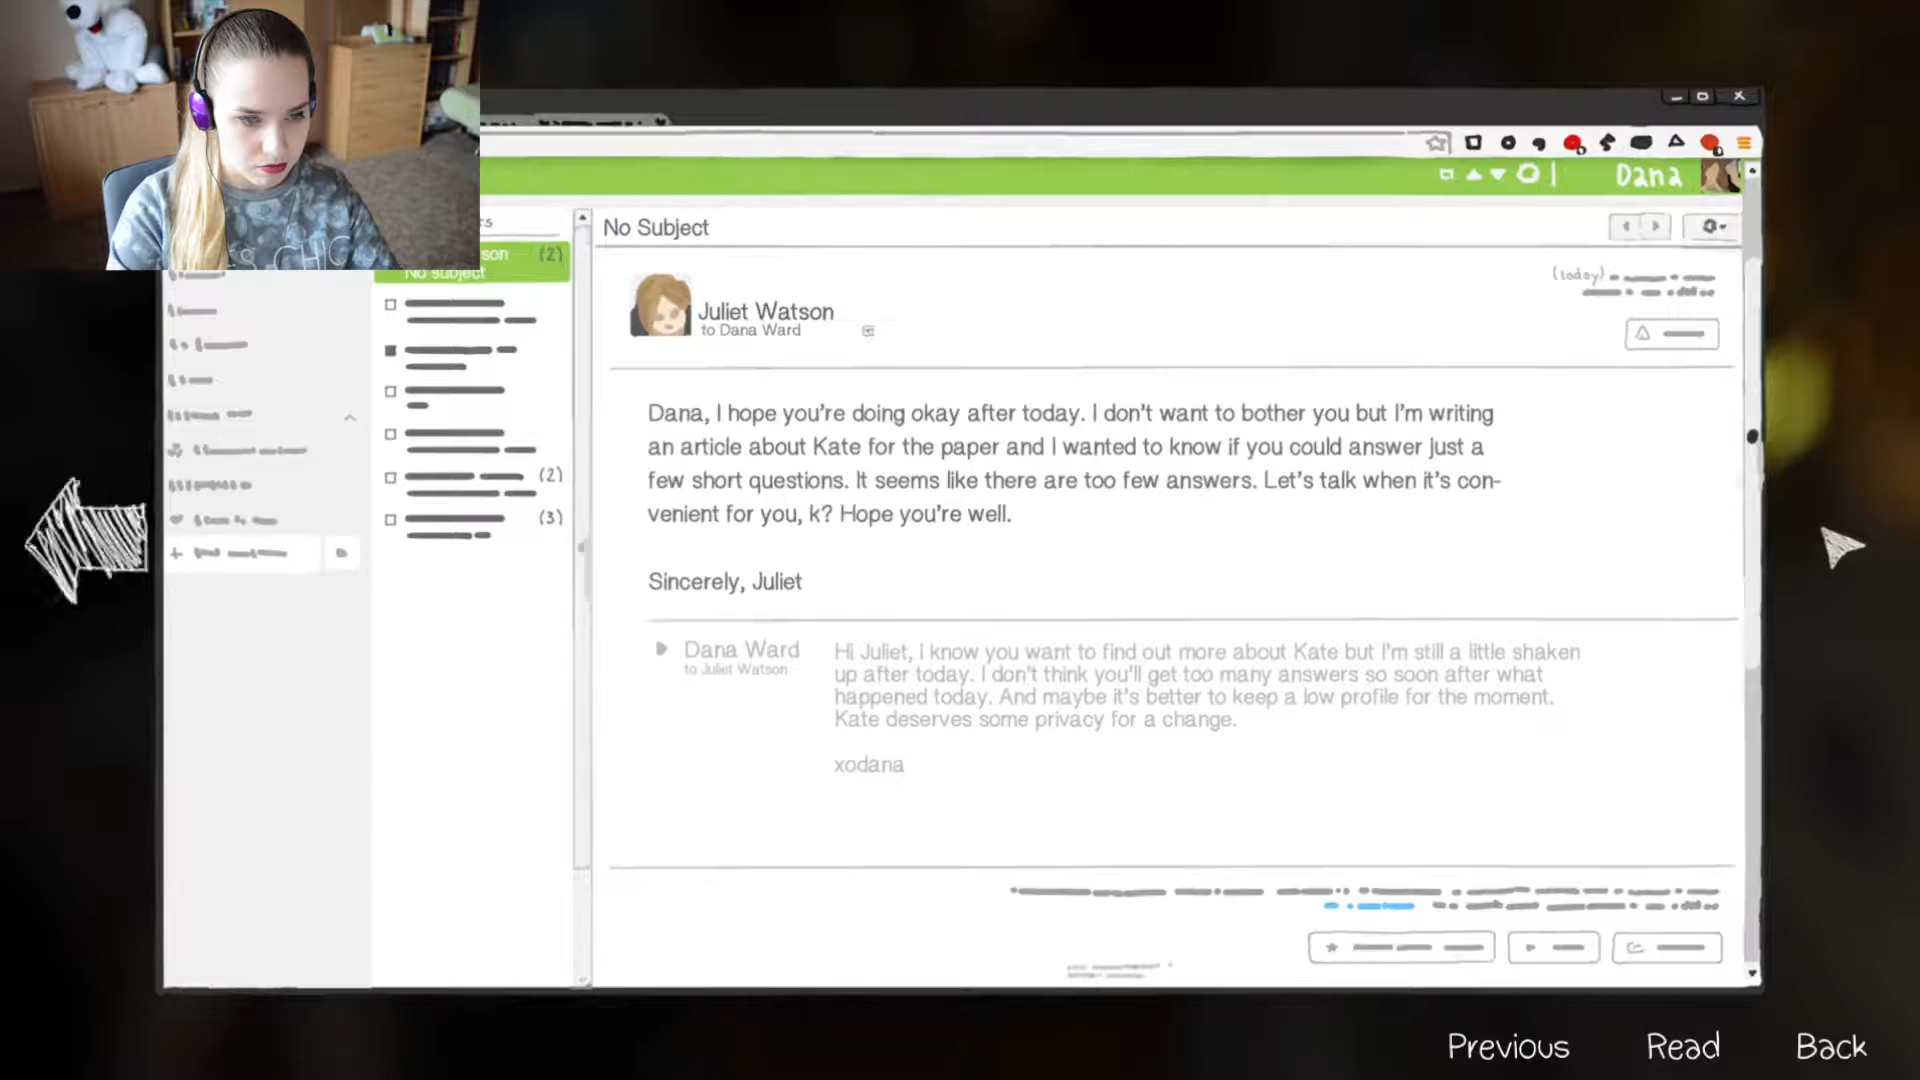 Dana
No Subject
son (2)
No subject
(today)
Juliet Watson
to Dana Ward
Dana, I hope you're doing okay after today. I don't want to bother you but I'm writing
an article about Kate for the paper and I wanted to know if you could answer just a
few short questions. It seems like there are too few answers. Let's talk when it's con-
venient for you, k? Hope you're well.
(2)
(3)
Sincerely, Juliet
Dana Ward
to Juliet Watson
Hi Juliet, I know you want to find out more about Kate but I'm still a little shaken
up after today. I don't think you'll get too many answers so soon after what
happened today. And maybe it's better to keep a low profile for the moment.
Kate deserves some privacy for a change.
xodana
Previous Read Back